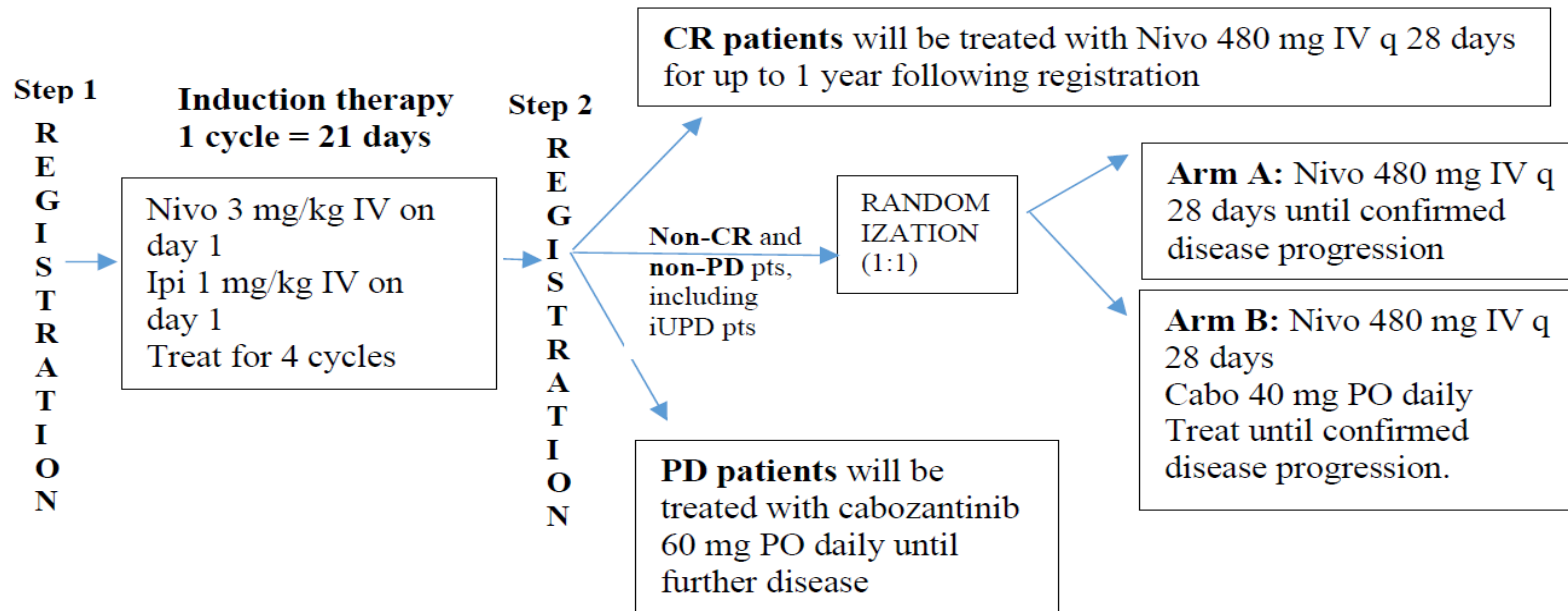 Step 1
REGISTRATION
Induction therapy
1 cycle = 21 days
Nivo 3 mg/kg IV on
day 1
Ipi 1 mg/kg IV on
day 1
Treat for 4 cycles
Step 2
REGISTRATION
CR patients will be treated with Nivo 480 mg IV q 28 days
for up to 1 year following registration
Non-CR and
non-PD pts,
including
iUPD pts
RANDOM
IZATION
(1:1)
Arm A: Nivo 480 mg IV q
28 days until confirmed
disease progression
Arm B: Nivo 480 mg IV q
28 days
Cabo 40 mg PO daily
Treat until confirmed
disease progression.
PD patients will be
treated with cabozantinib
60 mg PO daily until
further disease